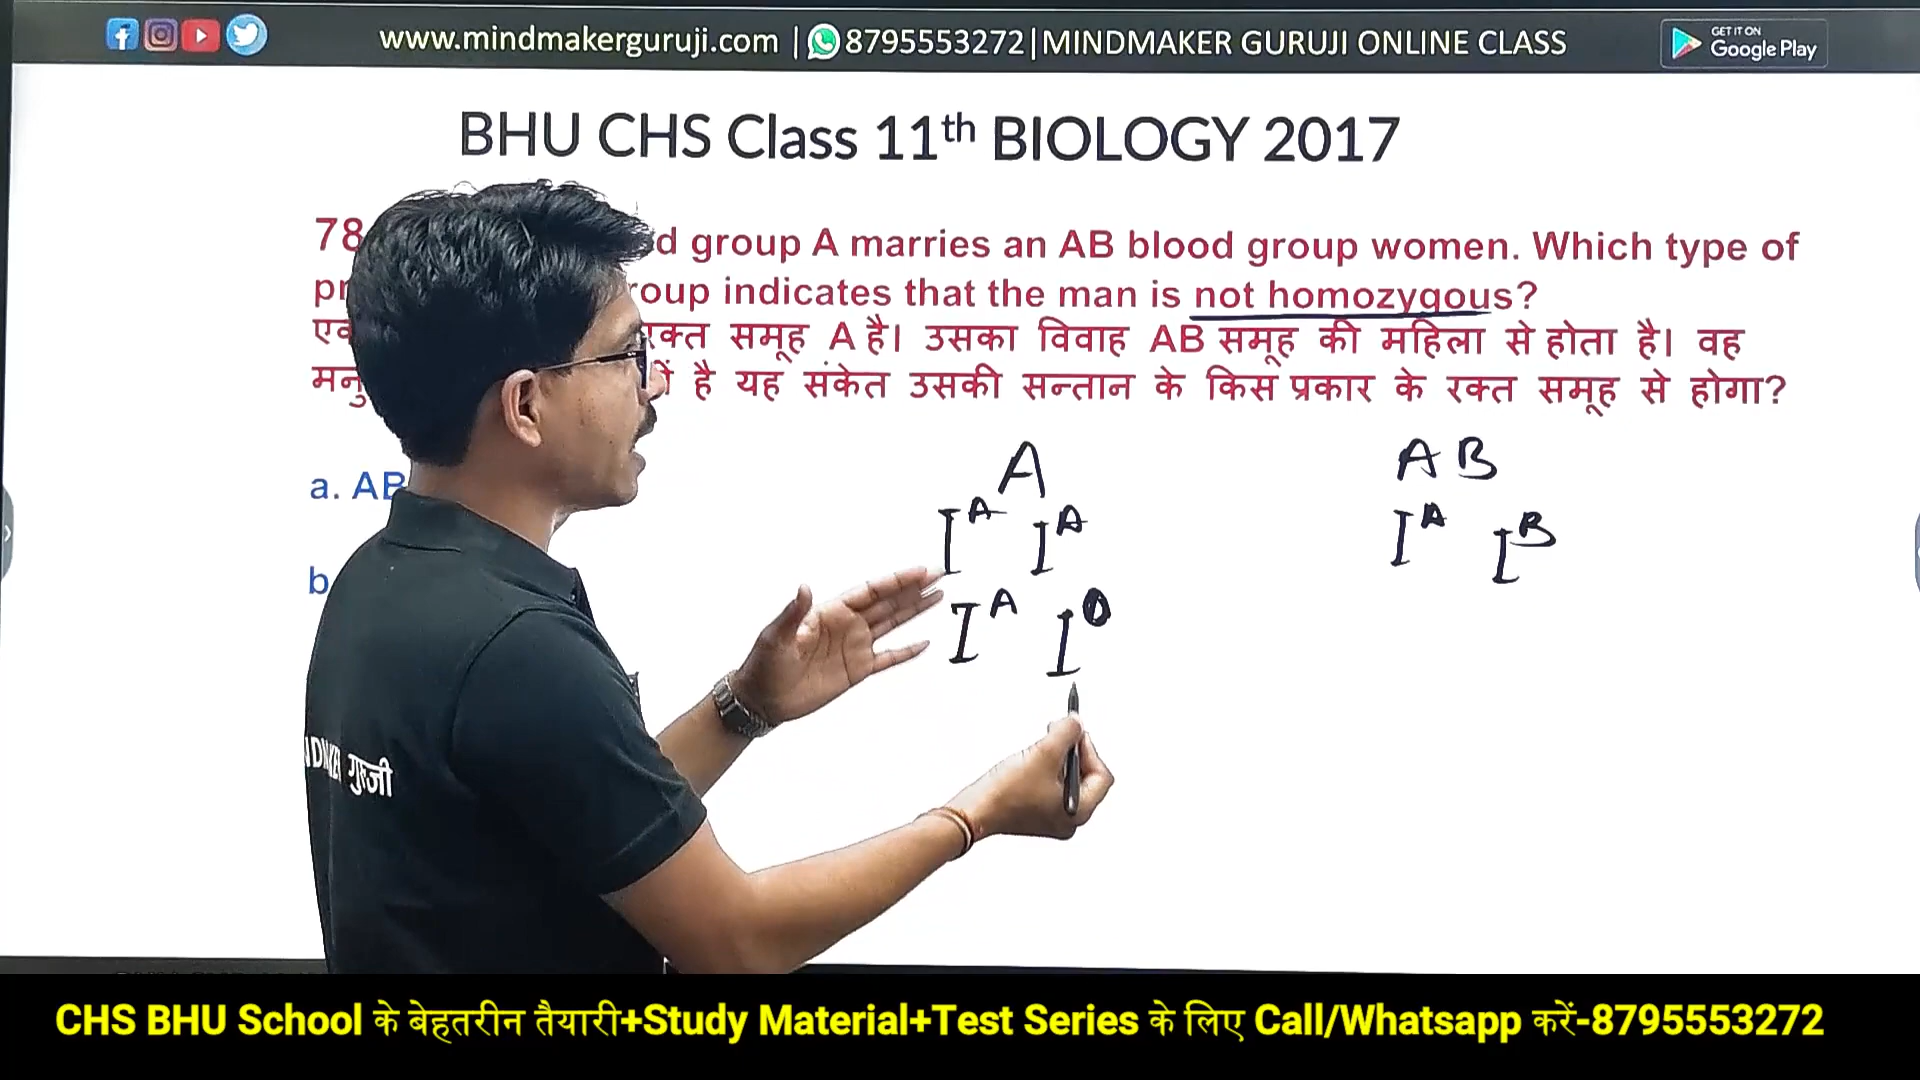 www.mindmakerguruji.com | 8795553272|MINDMAKER GURUJI ONLINE CLASS
GET IT ON
Google Play
BHU CHS Class 11th BIOLOGY 2017
78
group A marries an AB blood group women. Which type of
indicates that the man is not homozygous?
समूह A है। उसका विवाह AB समूह की महिला से होता है। वह
है यह संकेत उसकी सन्तान के किस प्रकार के रक्त समूह से होगा?
a. AB
b
A
I^A I^A
I^A I^O
A B
I^A I^B
गुरुजी
CHS BHU School के बेहतरीन तैयारी+Study Material+Test Series के लिए Call/Whatsapp करें-8795553272